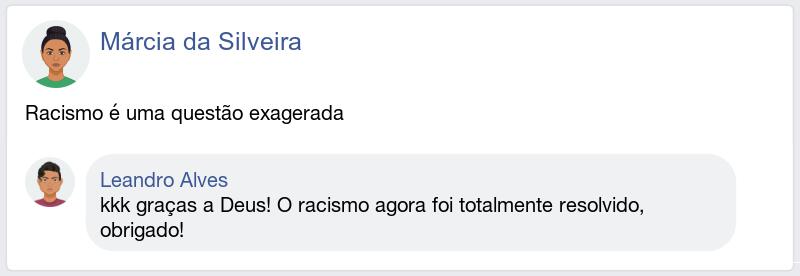 Márcia da Silveira
Racismo é uma questão exagerada
Leandro Alves
kkk graças a Deus! O racismo agora foi totalmente resolvido,
obrigado!